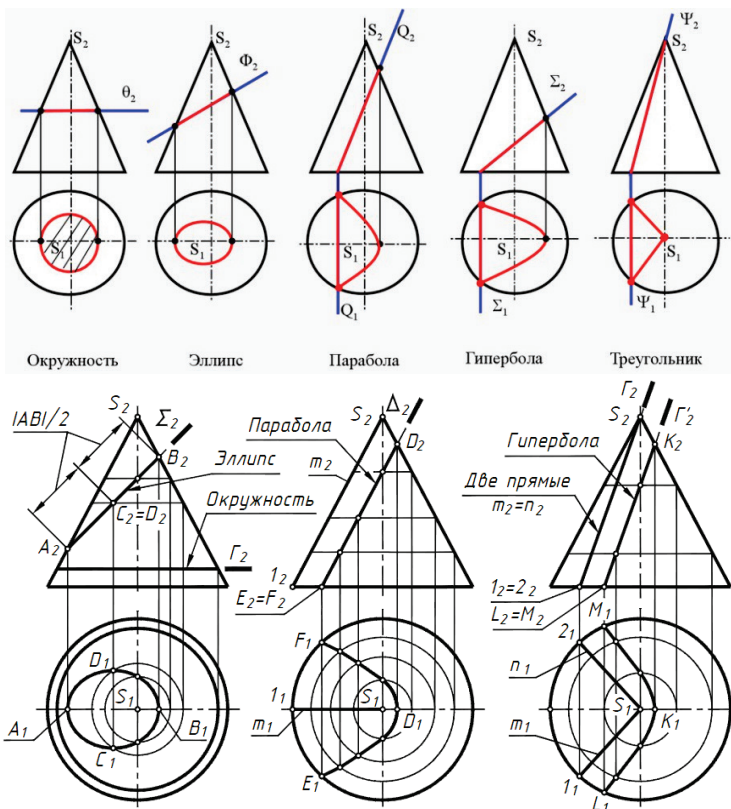 S₂ S₂ S₂ S₂ S₂
θ₂ Φ₂ Q₂ Σ₂ Ψ₂
S₁ S₁ S₁ S₁ S₁
Q₁ Σ₁ Ψ₁
Окружность Эллипс Парабола Гипербола Треугольник
|AB|/2 S₂ Σ₂
B₂
Эллипс
C₂=D₂
Окружность
A₂
Г₂
D₁
S₁
A₁ B₁
C₁
S₂ Δ₂
Парабола
D₂
m₂
1₂
E₂=F₂
F₁
1₁ S₁
m₁ D₁
E₁
Г₂
S₂ Г'₂
K₂
Гипербола
Две прямые
m₂=n₂
1₂=2₂
L₂=M₂
M₁
2₁
n₁
S₁
m₁ K₁
1₁
L₁